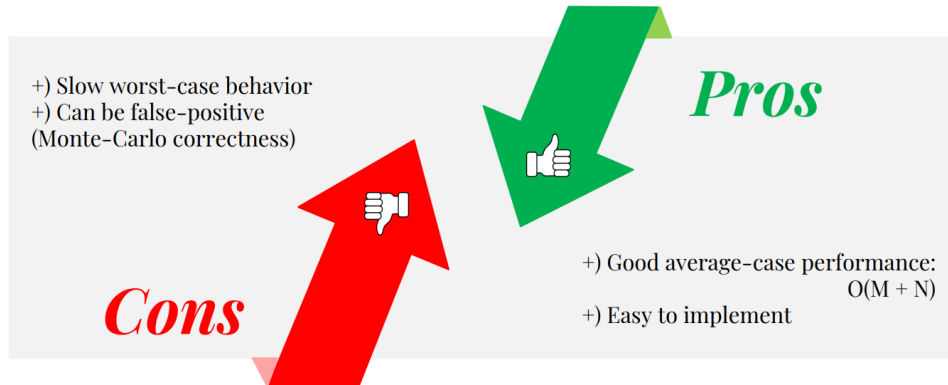 +) Slow worst-case behavior
+) Can be false-positive
(Monte-Carlo correctness)
Cons
Pros
+) Good average-case performance:
O(M + N)
+) Easy to implement